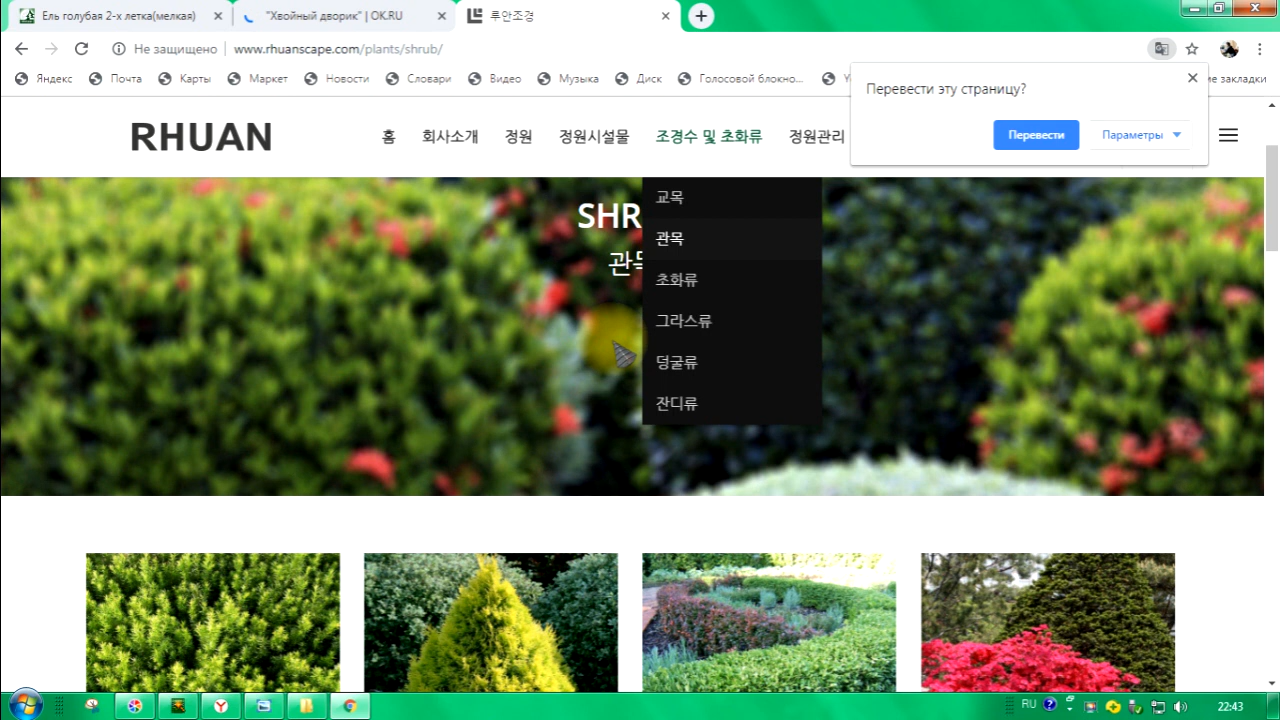 Ель голубая 2-х летка(мелкая)
"Хвойный дворик" | OK.RU
루안조경
Не защищено
www.rhuanscape.com/plants/shrub/
Яндекс
Почта
Карты
Маркет
Новости
Словари
Видео
Музыка
Диск
Голосовой блокно...
закладки
Перевести эту страницу?
Перевести
Параметры
RHUAN
홈
회사소개
정원
정원시설물
조경수 및 초화류
정원관리
SHR
관목
교목
관목
초화류
그라스류
덩굴류
잔디류
RU
22:43